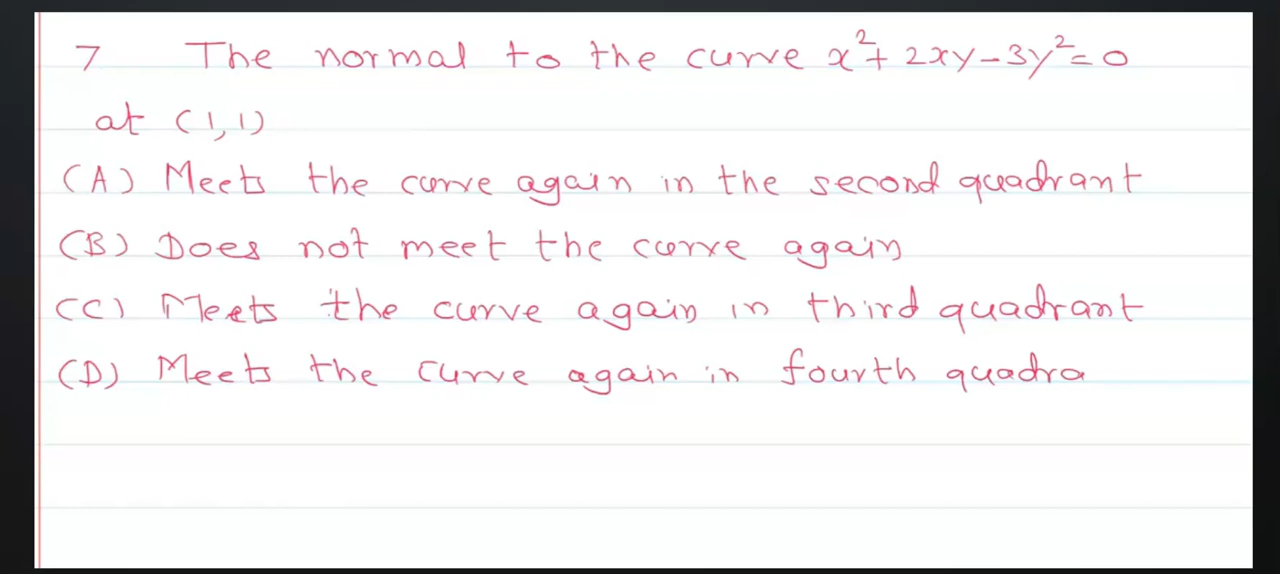 7 The normal to the curve x²+ 2xy-3y²=0
at (1,1)
(A) Meets the curve again in the second quadrant
(B) Does not meet the curve again
(C) Meets the curve again in third quadrant
(D) Meets the curve again in fourth quadra